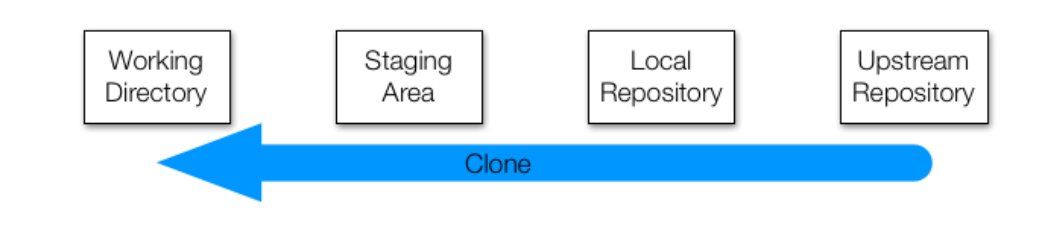 Working
Directory
Staging
Area
Local
Repository
Upstream
Repository
Clone